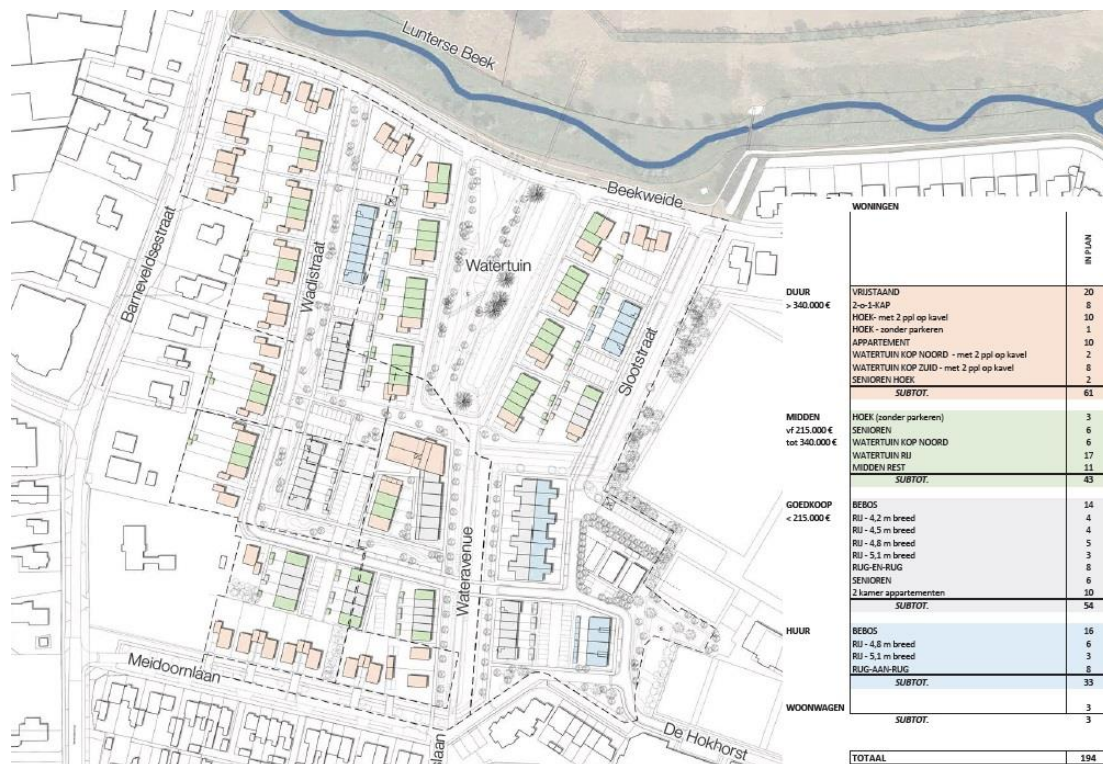 Lunterse Beek
Beekweide
Watertuin
Barneveldsestraat
Wadistraat
Slootstraat
Wateravenue
Meidoornlaan
De Hokhorst
slaan
WONINGEN
IN PLAN
DUUR VRIJSTAAND 20
> 340.000 € 2-o-1-KAP 8
HOEK- met 2 ppl op kavel 10
HOEK - zonder parkeren 1
APPARTEMENT 10
WATERTUIN KOP NOORD - met 2 ppl op kavel 2
WATERTUIN KOP ZUID - met 2 ppl op kavel 8
SENIOREN HOEK 2
SUBTOT. 61
MIDDEN HOEK (zonder parkeren) 3
vf 215.000 € SENIOREN 6
tot 340.000 € WATERTUIN KOP NOORD 6
WATERTUIN RIJ 17
MIDDEN REST 11
SUBTOT. 43
GOEDKOOP BEBOS 14
< 215.000 € RIJ - 4,2 m breed 4
RIJ - 4,5 m breed 4
RIJ - 4,8 m breed 5
RIJ - 5,1 m breed 3
RUG-EN-RUG 8
SENIOREN 6
2 kamer appartementen 10
SUBTOT. 54
HUUR BEBOS 16
RIJ - 4,8 m breed 6
RIJ - 5,1 m breed 3
RUG-AAN-RUG 8
SUBTOT. 33
WOONWAGEN 3
SUBTOT. 3
TOTAAL 194